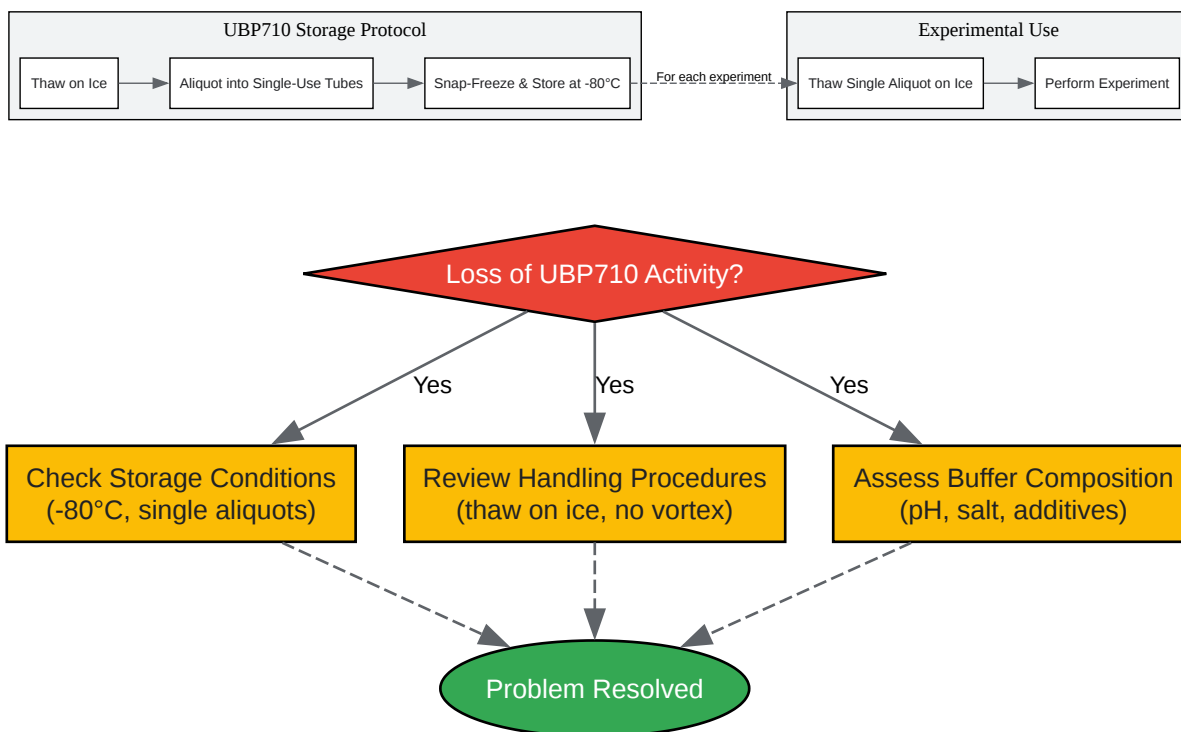 UBP710 Storage Protocol
Experimental Use
Thaw on Ice
Aliquot into Single-Use Tubes
Snap-Freeze & Store at -80°C
For each experiment
Thaw Single Aliquot on Ice
Perform Experiment
Loss of UBP710 Activity?
Yes
Yes
Yes
Check Storage Conditions
(-80°C, single aliquots)
Review Handling Procedures
(thaw on ice, no vortex)
Assess Buffer Composition
(pH, salt, additives)
Problem Resolved